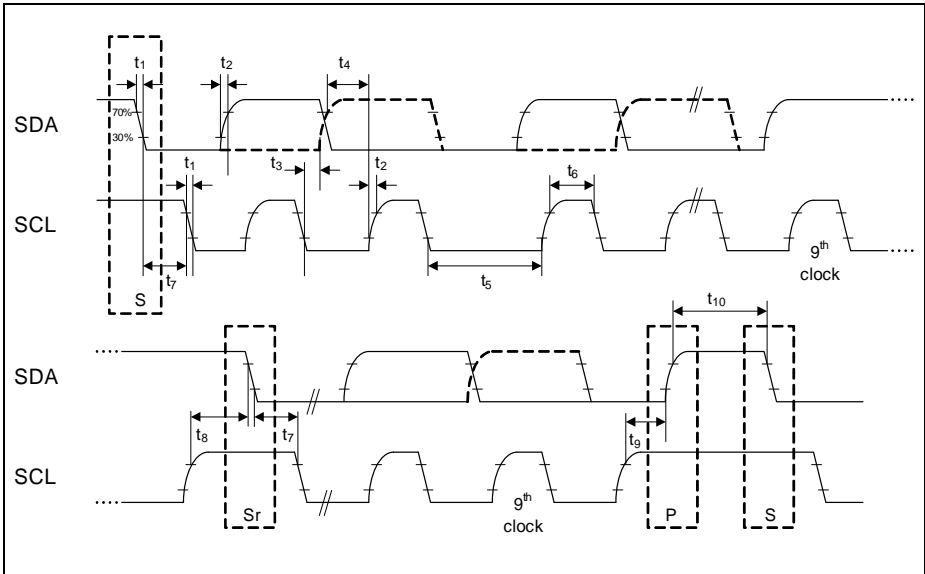 t1 t2 t4
70%
SDA
30%
t1 t3 t2 t6
SCL
t7 t5 9th
clock
S
t10
SDA
t8 t7 t9
SCL
Sr 9th
clock P S